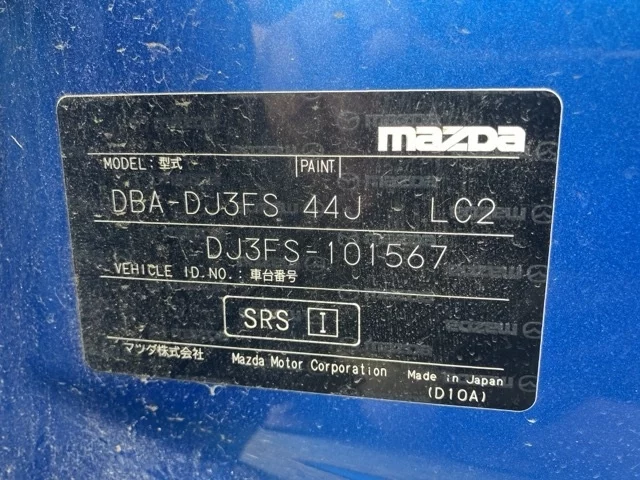 mazda
MODEL: 型式 PAINT
DBA-DJ3FS 44J LC2
DJ3FS-101567
VEHICLE ID.NO.: 車台番号
SRS I
マツダ株式会社 Mazda Motor Corporation Made in Japan
(D10A)